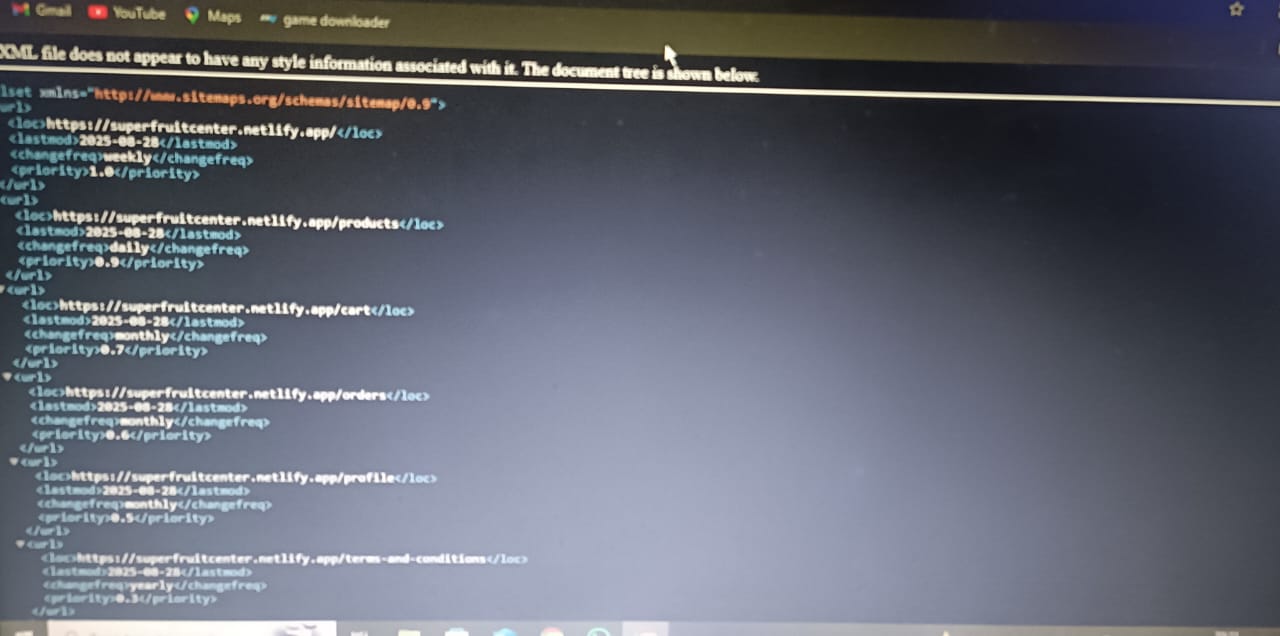 Gmail YouTube Maps game downloader
XML file does not appear to have any style information associated with it. The document tree is shown below.
lset xmlns="http://www.sitemaps.org/schemas/sitemap/0.9">
url>
<loc>https://superfruitcenter.netlify.app/</loc>
<lastmod>2025-08-28</lastmod>
<changefreq>weekly</changefreq>
<priority>1.0</priority>
</url>
<url>
<loc>https://superfruitcenter.netlify.app/products</loc>
<lastmod>2025-08-28</lastmod>
<changefreq>daily</changefreq>
<priority>0.9</priority>
</url>
<url>
<loc>https://superfruitcenter.netlify.app/cart</loc>
<lastmod>2025-08-28</lastmod>
<changefreq>monthly</changefreq>
<priority>0.7</priority>
</url>
<url>
<loc>https://superfruitcenter.netlify.app/orders</loc>
<lastmod>2025-08-28</lastmod>
<changefreq>monthly</changefreq>
<priority>0.6</priority>
</url>
<url>
<loc>https://superfruitcenter.netlify.app/profile</loc>
<lastmod>2025-08-28</lastmod>
<changefreq>monthly</changefreq>
<priority>0.5</priority>
</url>
<url>
<loc>https://superfruitcenter.netlify.app/terms-and-conditions</loc>
<lastmod>2025-08-28</lastmod>
<changefreq>yearly</changefreq>
<priority>0.3</priority>
</url>